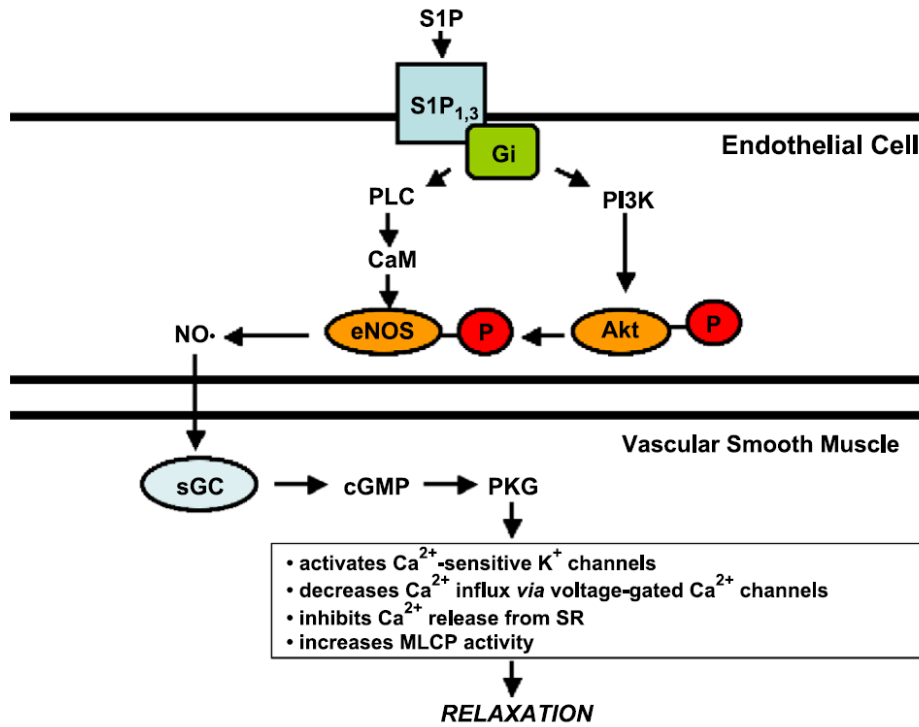 S1P
S1P1,3
Gi
Endothelial Cell
PLC
PI3K
CaM
NO·
eNOS
P
Akt
P
Vascular Smooth Muscle
sGC
cGMP
PKG
• activates Ca2+-sensitive K+ channels
• decreases Ca2+ influx via voltage-gated Ca2+ channels
• inhibits Ca2+ release from SR
• increases MLCP activity
RELAXATION